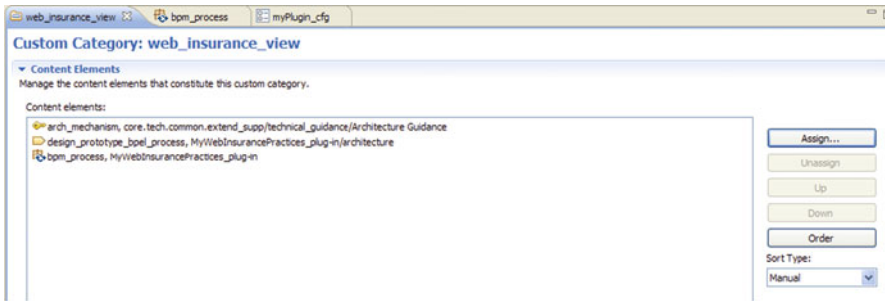 web_insurance_view bpm_process myPlugin_cfg
Custom Category: web_insurance_view
Content Elements
Manage the content elements that constitute this custom category.
Content elements:
arch_mechanism, core.tech.common.extend_supp/technical_guidance/Architecture Guidance
design_prototype_bpel_process, MyWebInsurancePractices_plug-in/architecture
bpm_process, MyWebInsurancePractices_plug-in
Assign...
Unassign
Up
Down
Order
Sort Type:
Manual